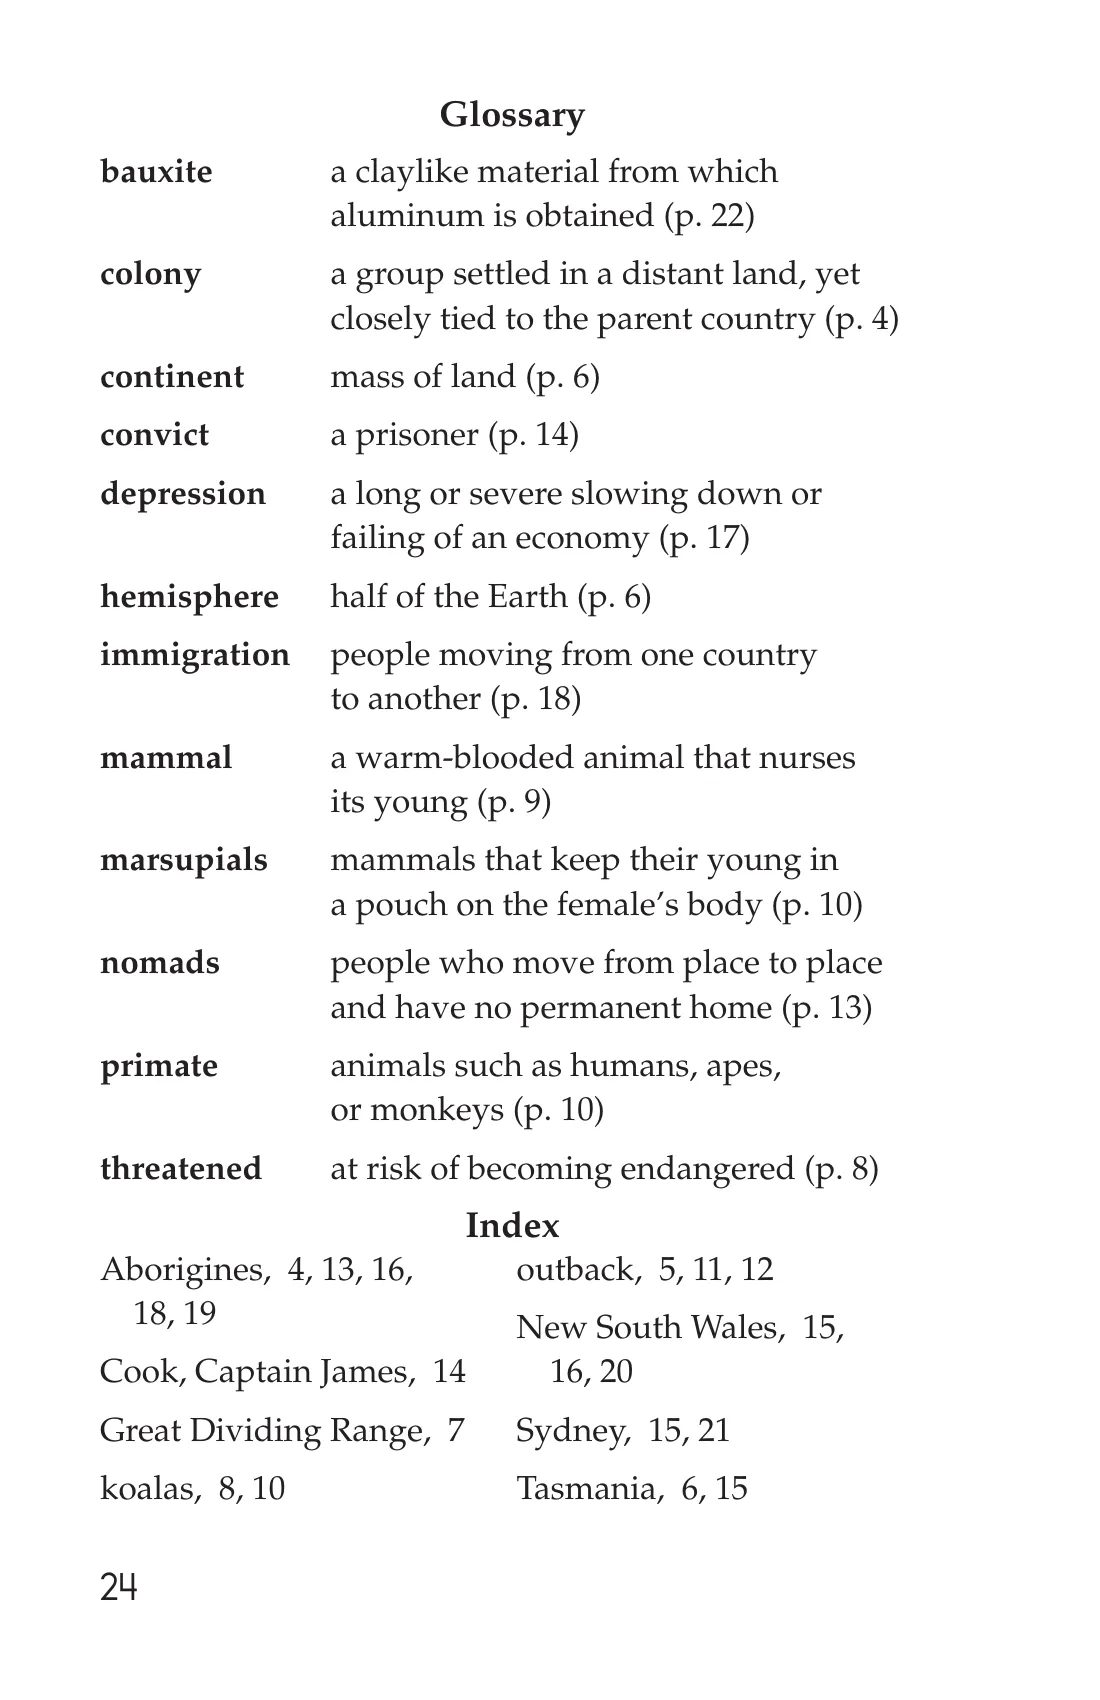 Glossary
bauxite a claylike material from which
aluminum is obtained (p. 22)
colony a group settled in a distant land, yet
closely tied to the parent country (p. 4)
continent mass of land (p. 6)
convict a prisoner (p. 14)
depression a long or severe slowing down or
failing of an economy (p. 17)
hemisphere half of the Earth (p. 6)
immigration people moving from one country
to another (p. 18)
mammal a warm-blooded animal that nurses
its young (p. 9)
marsupials mammals that keep their young in
a pouch on the female’s body (p. 10)
nomads people who move from place to place
and have no permanent home (p. 13)
primate animals such as humans, apes,
or monkeys (p. 10)
threatened at risk of becoming endangered (p. 8)
Index
Aborigines, 4, 13, 16,
18, 19
Cook, Captain James, 14
Great Dividing Range, 7
koalas, 8, 10
outback, 5, 11, 12
New South Wales, 15,
16, 20
Sydney, 15, 21
Tasmania, 6, 15
24